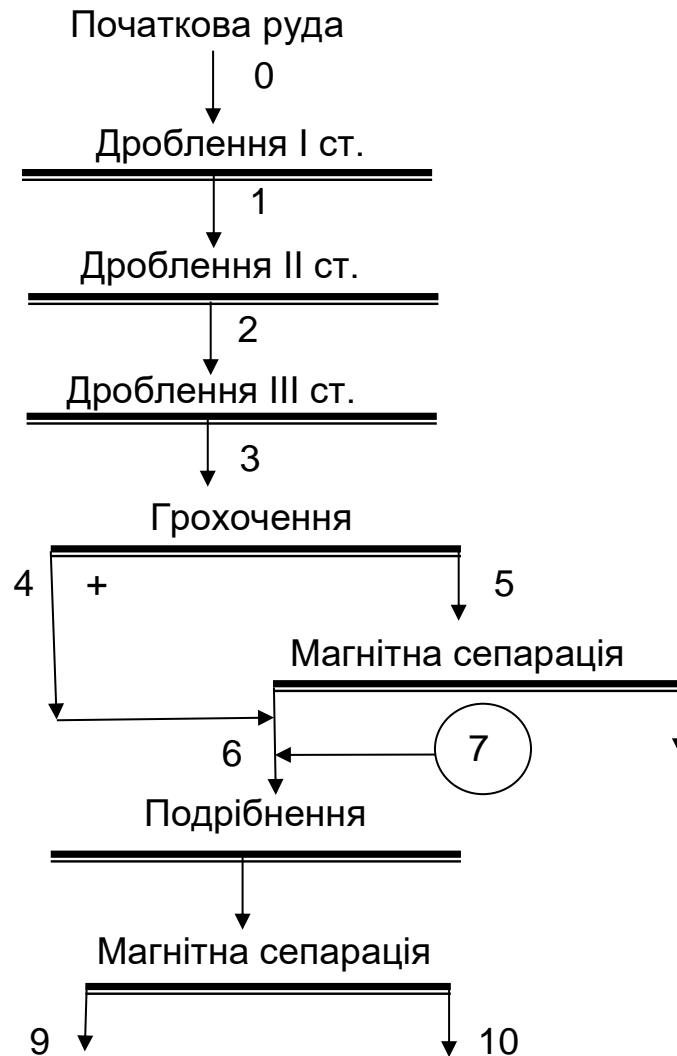 Початкова руда
0
Дроблення І ст.
1
Дроблення ІІ ст.
2
Дроблення ІІІ ст.
3
Грохочення
4 + 5
Магнітна сепарація
6 7
Подрібнення
Магнітна сепарація
9 10